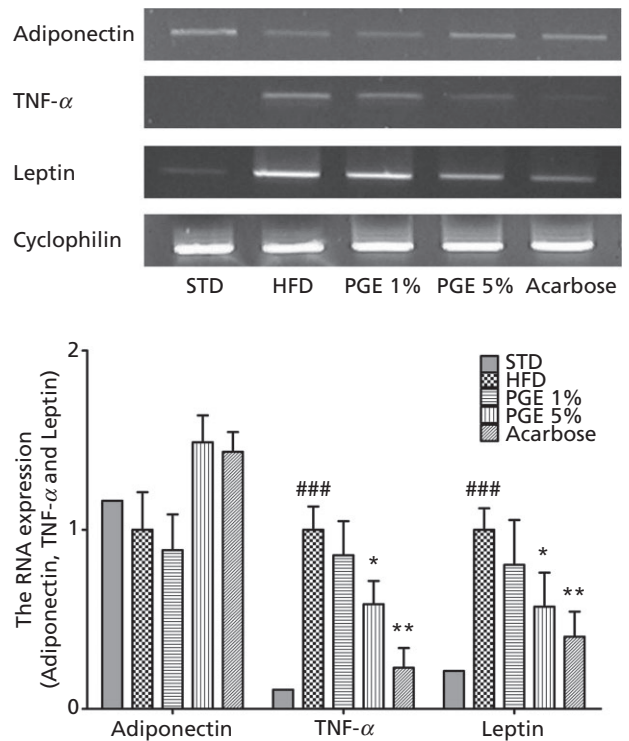 Adiponectin
TNF-α
Leptin
Cyclophilin
STD HFD PGE 1% PGE 5% Acarbose
The RNA expression
(Adiponectin, TNF-α and Leptin)
2
1
0
STD
HFD
PGE 1%
PGE 5%
Acarbose
###
*
**
###
*
**
Adiponectin TNF-α Leptin